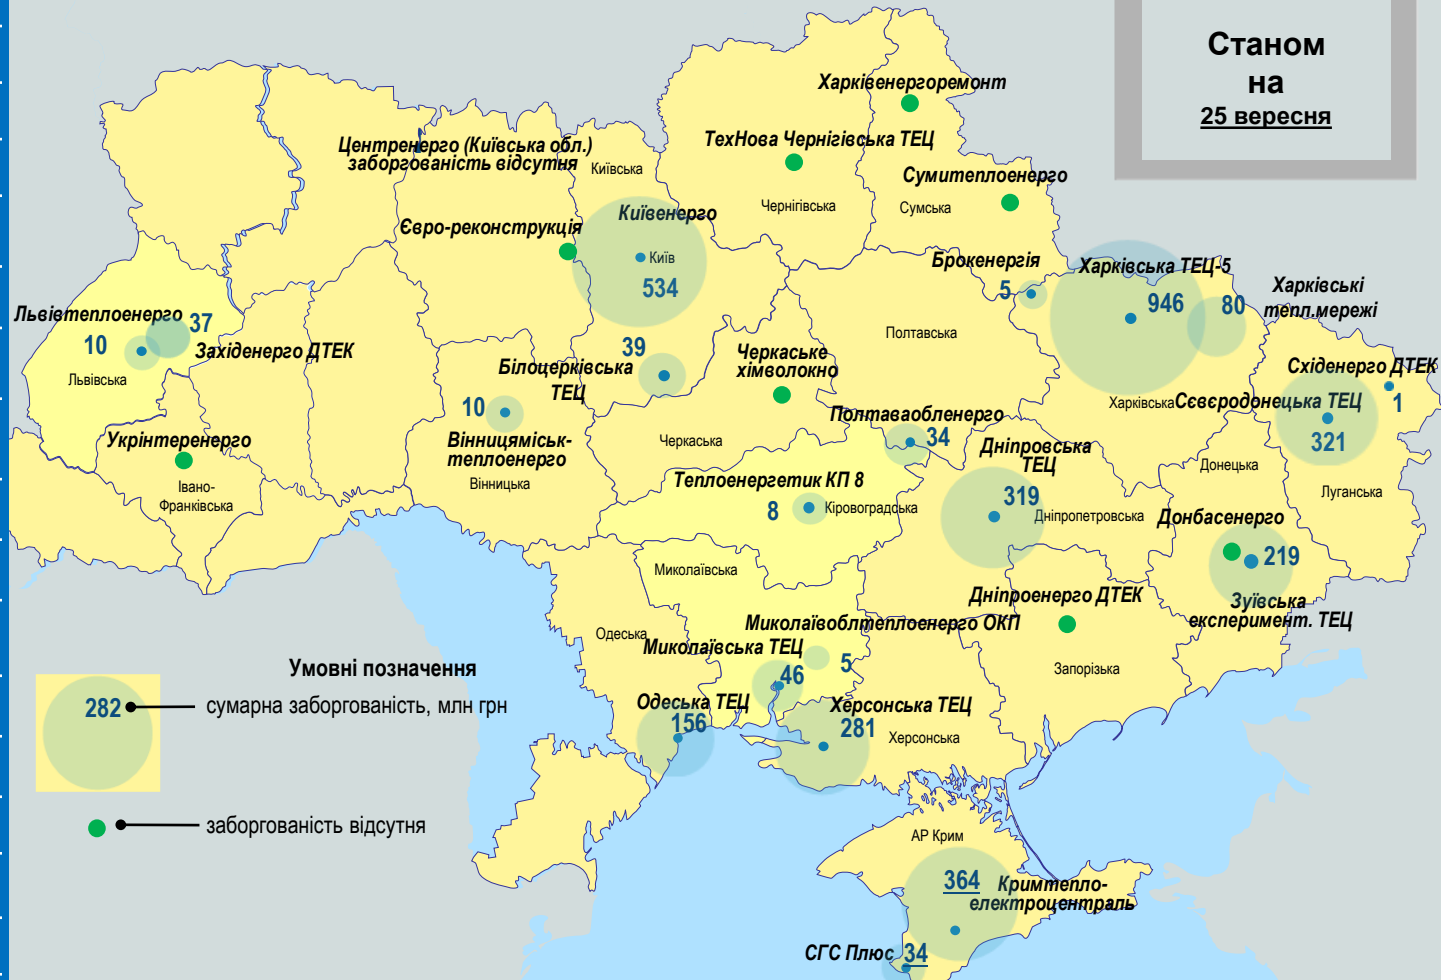 Станом
на
25 вересня
Харківенергоремонт
Центренерго (Київська обл.)
заборгованість відсутня
Київська
ТехНова Чернігівська ТЕЦ
Чернігівська
Сумитеплоенерго
Сумська
Євро-реконструкція
Київенерго
Київ
534
Брокенергія
5
Харківська ТЕЦ-5
946
80
Харківські
тепл.мережі
Львівтеплоенерго
37
10
Західенерго ДТЕК
Львівська
39
Білоцерківська
ТЕЦ
Черкаське
хімволокно
Полтавська
Східенерго ДТЕК
1
Харківська
Сєвєродонецька ТЕЦ
321
10
Вінницяміськ-
теплоенерго
Вінницька
Черкаська
Полтаваобленерго
34
Дніпровська
ТЕЦ
319
Дніпропетровська
Укрінтеренерго
Івано-
Франківська
Теплоенергетик КП 8
8
Кіровоградська
Донецька
Луганська
Донбасенерго
219
Зуївська
експеримент. ТЕЦ
Миколаївська
Дніпроенерго ДТЕК
Запорізька
Одеська
Миколаївоблтеплоенерго ОКП
5
Миколаївська ТЕЦ
46
Одеська ТЕЦ
156
Херсонська ТЕЦ
281
Херсонська
Умовні позначення
282
сумарна заборгованість, млн грн
заборгованість відсутня
АР Крим
364
Кримтепло-
електроцентраль
СГС Плюс
34